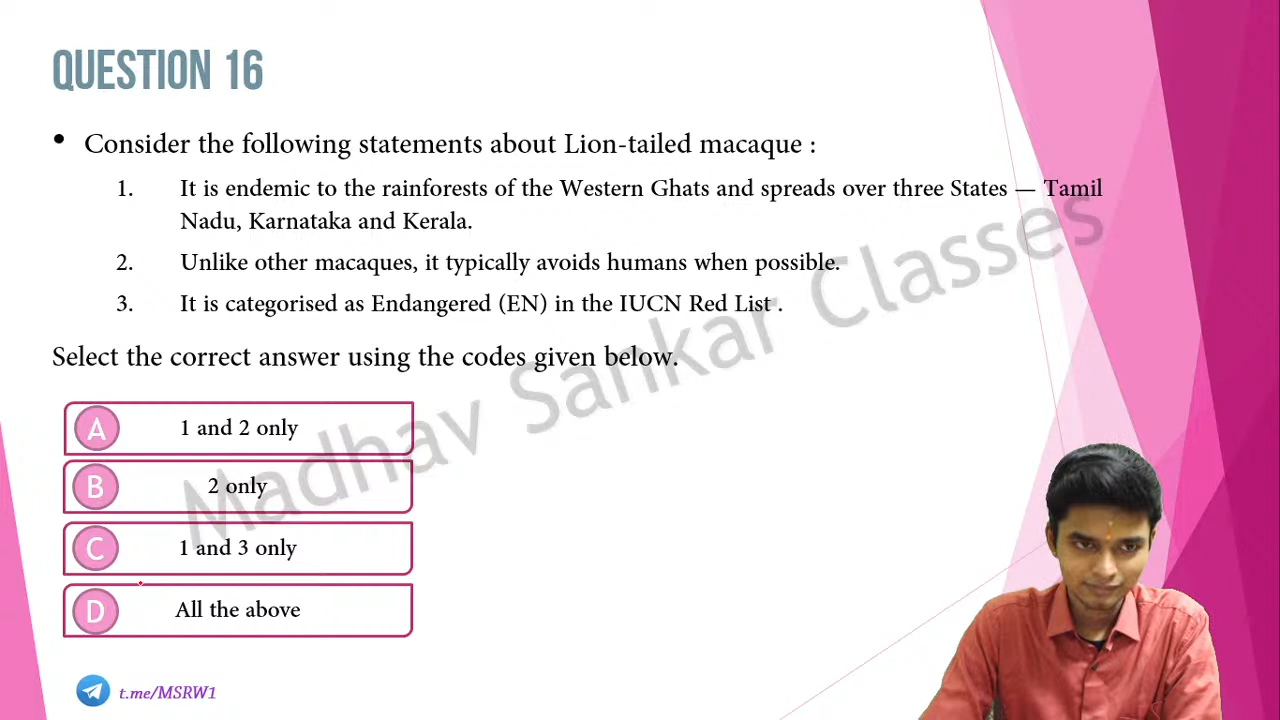 QUESTION 16
• Consider the following statements about Lion-tailed macaque :
1. It is endemic to the rainforests of the Western Ghats and spreads over three States — Tamil
Nadu, Karnataka and Kerala.
2. Unlike other macaques, it typically avoids humans when possible.
3. It is categorised as Endangered (EN) in the IUCN Red List .
Select the correct answer using the codes given below.
A 1 and 2 only
B 2 only
C 1 and 3 only
D All the above
Madhav Sankar Classes
t.me/MSRW1